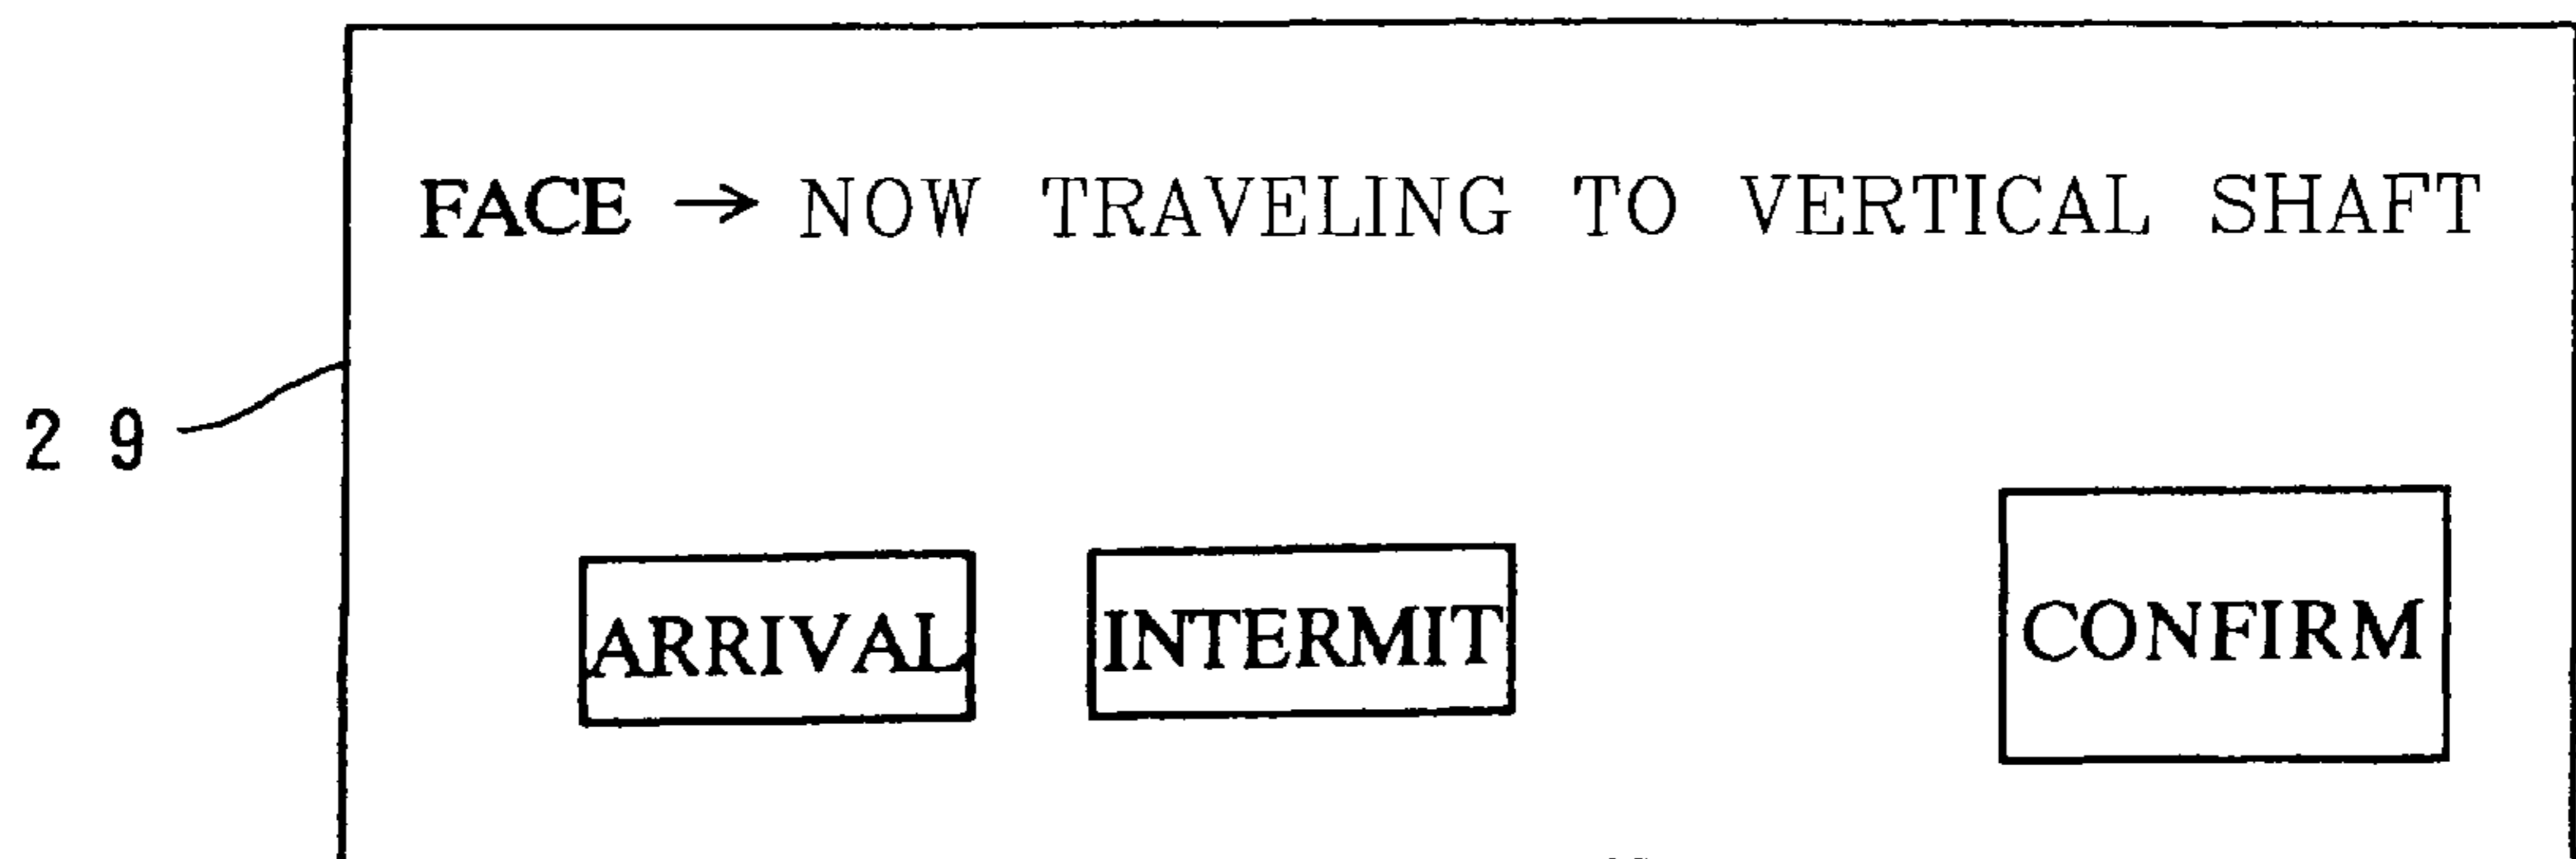 FACE → NOW TRAVELING TO VERTICAL SHAFT
29
ARRIVAL INTERMIT CONFIRM